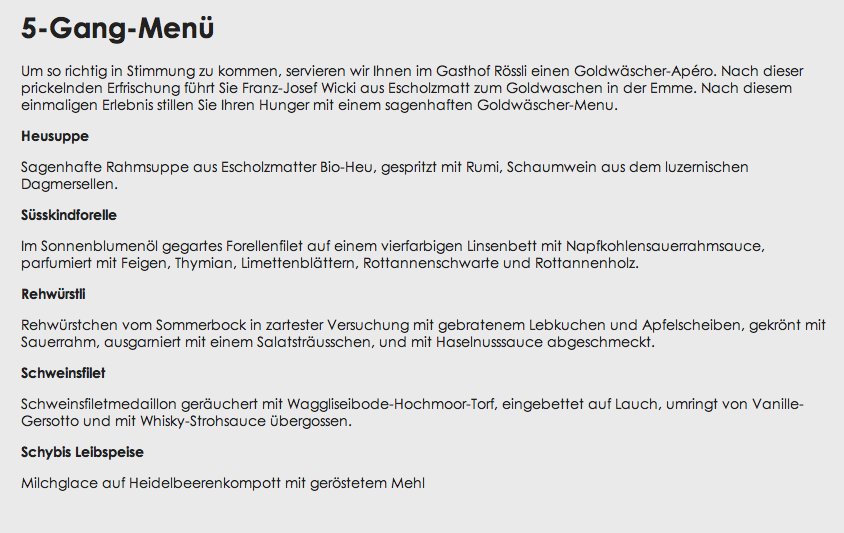 5-Gang-Menü
Um so richtig in Stimmung zu kommen, servieren wir Ihnen im Gasthof Rössli einen Goldwäscher-Apéro. Nach dieser
prickelnden Erfrischung führt Sie Franz-Josef Wicki aus Escholzmatt zum Goldwaschen in der Emme. Nach diesem
einmaligen Erlebnis stillen Sie Ihren Hunger mit einem sagenhaften Goldwäscher-Menu.
Heusuppe
Sagenhafte Rahmsuppe aus Escholzmatter Bio-Heu, gespritzt mit Rumi, Schaumwein aus dem luzernischen
Dagmersellen.
Süsskindforelle
Im Sonnenblumenöl gegartes Forellenfilet auf einem vierfarbigen Linsenbett mit Napfkohlensauerrahmsauce,
parfumiert mit Feigen, Thymian, Limettenblättern, Rottannenschwarte und Rottannenholz.
Rehwürstli
Rehwürstchen vom Sommerbock in zartester Versuchung mit gebratenem Lebkuchen und Apfelscheiben, gekrönt mit
Sauerrahm, ausgarniert mit einem Salatsträusschen, und mit Haselnusssauce abgeschmeckt.
Schweinsfilet
Schweinsfiletmedaillon geräuchert mit Waggliseibode-Hochmoor-Torf, eingebettet auf Lauch, umringt von Vanille-
Gersotto und mit Whisky-Strohsauce übergossen.
Schybis Leibspeise
Milchglace auf Heidelbeerenkompott mit geröstetem Mehl